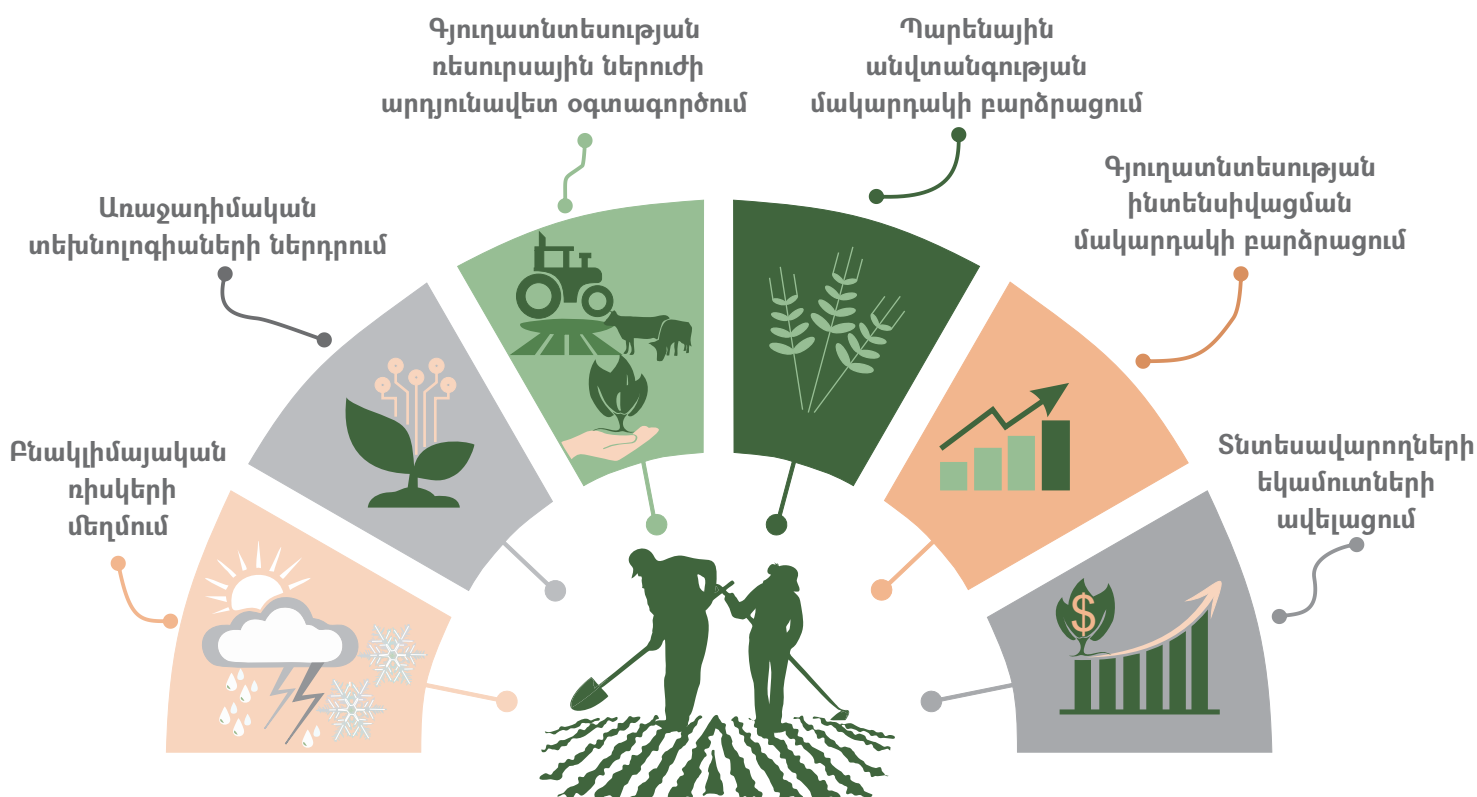 Բնակլիմայական
ռիսկերի
մեղմում
Առաջադիմական
տեխնոլոգիաների ներդրում
Գյուղատնտեսության
ռեսուրսային ներուժի
արդյունավետ օգտագործում
Պարենային
անվտանգության
մակարդակի բարձրացում
Գյուղատնտեսության
ինտենսիվացման
մակարդակի բարձրացում
Տնտեսավարողների
եկամուտների
ավելացում
$